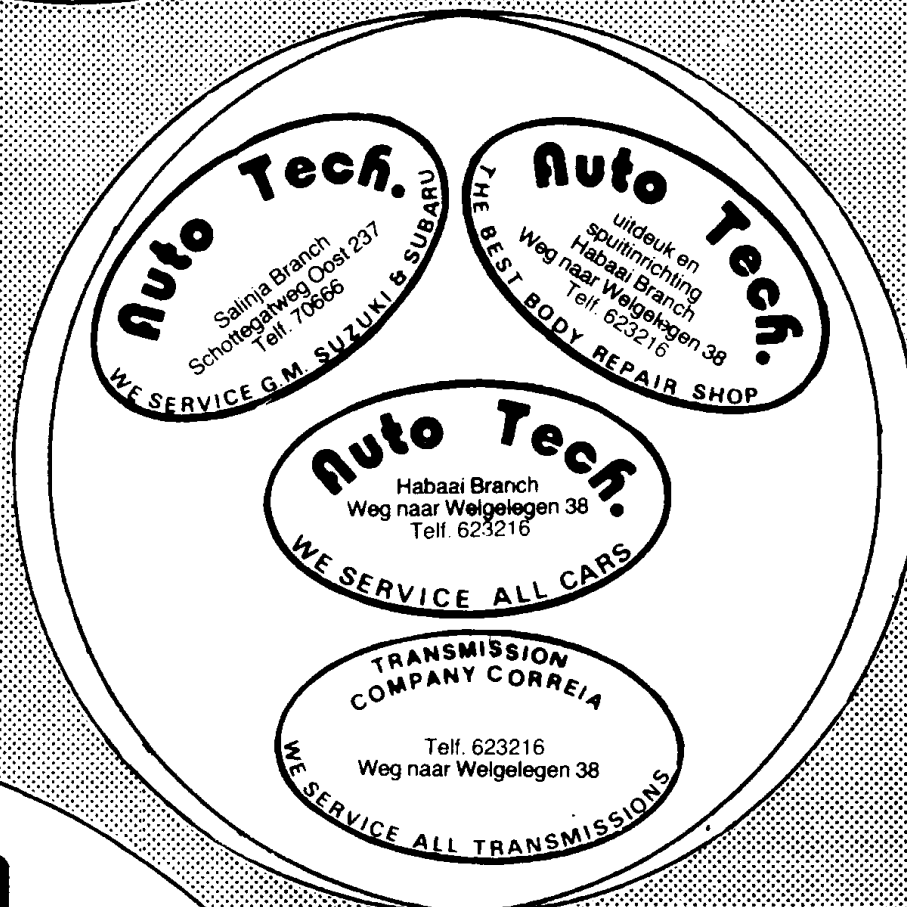 Auto Tech.
Salinja Branch
Schottegatweg Oost 237
Telf. 70666
WE SERVICE G.M. SUZUKI & SUBARU
Auto Tech.
uitdeuk en
spuitinrichting
Habaai Branch
Weg naar Welgelegen 38
Telf. 623216
THE BEST BODY REPAIR SHOP
Auto Tech.
Habaai Branch
Weg naar Welgelegen 38
Telf. 623216
WE SERVICE ALL CARS
TRANSMISSION
COMPANY CORREIA
Telf. 623216
Weg naar Welgelegen 38
WE SERVICE ALL TRANSMISSIONS